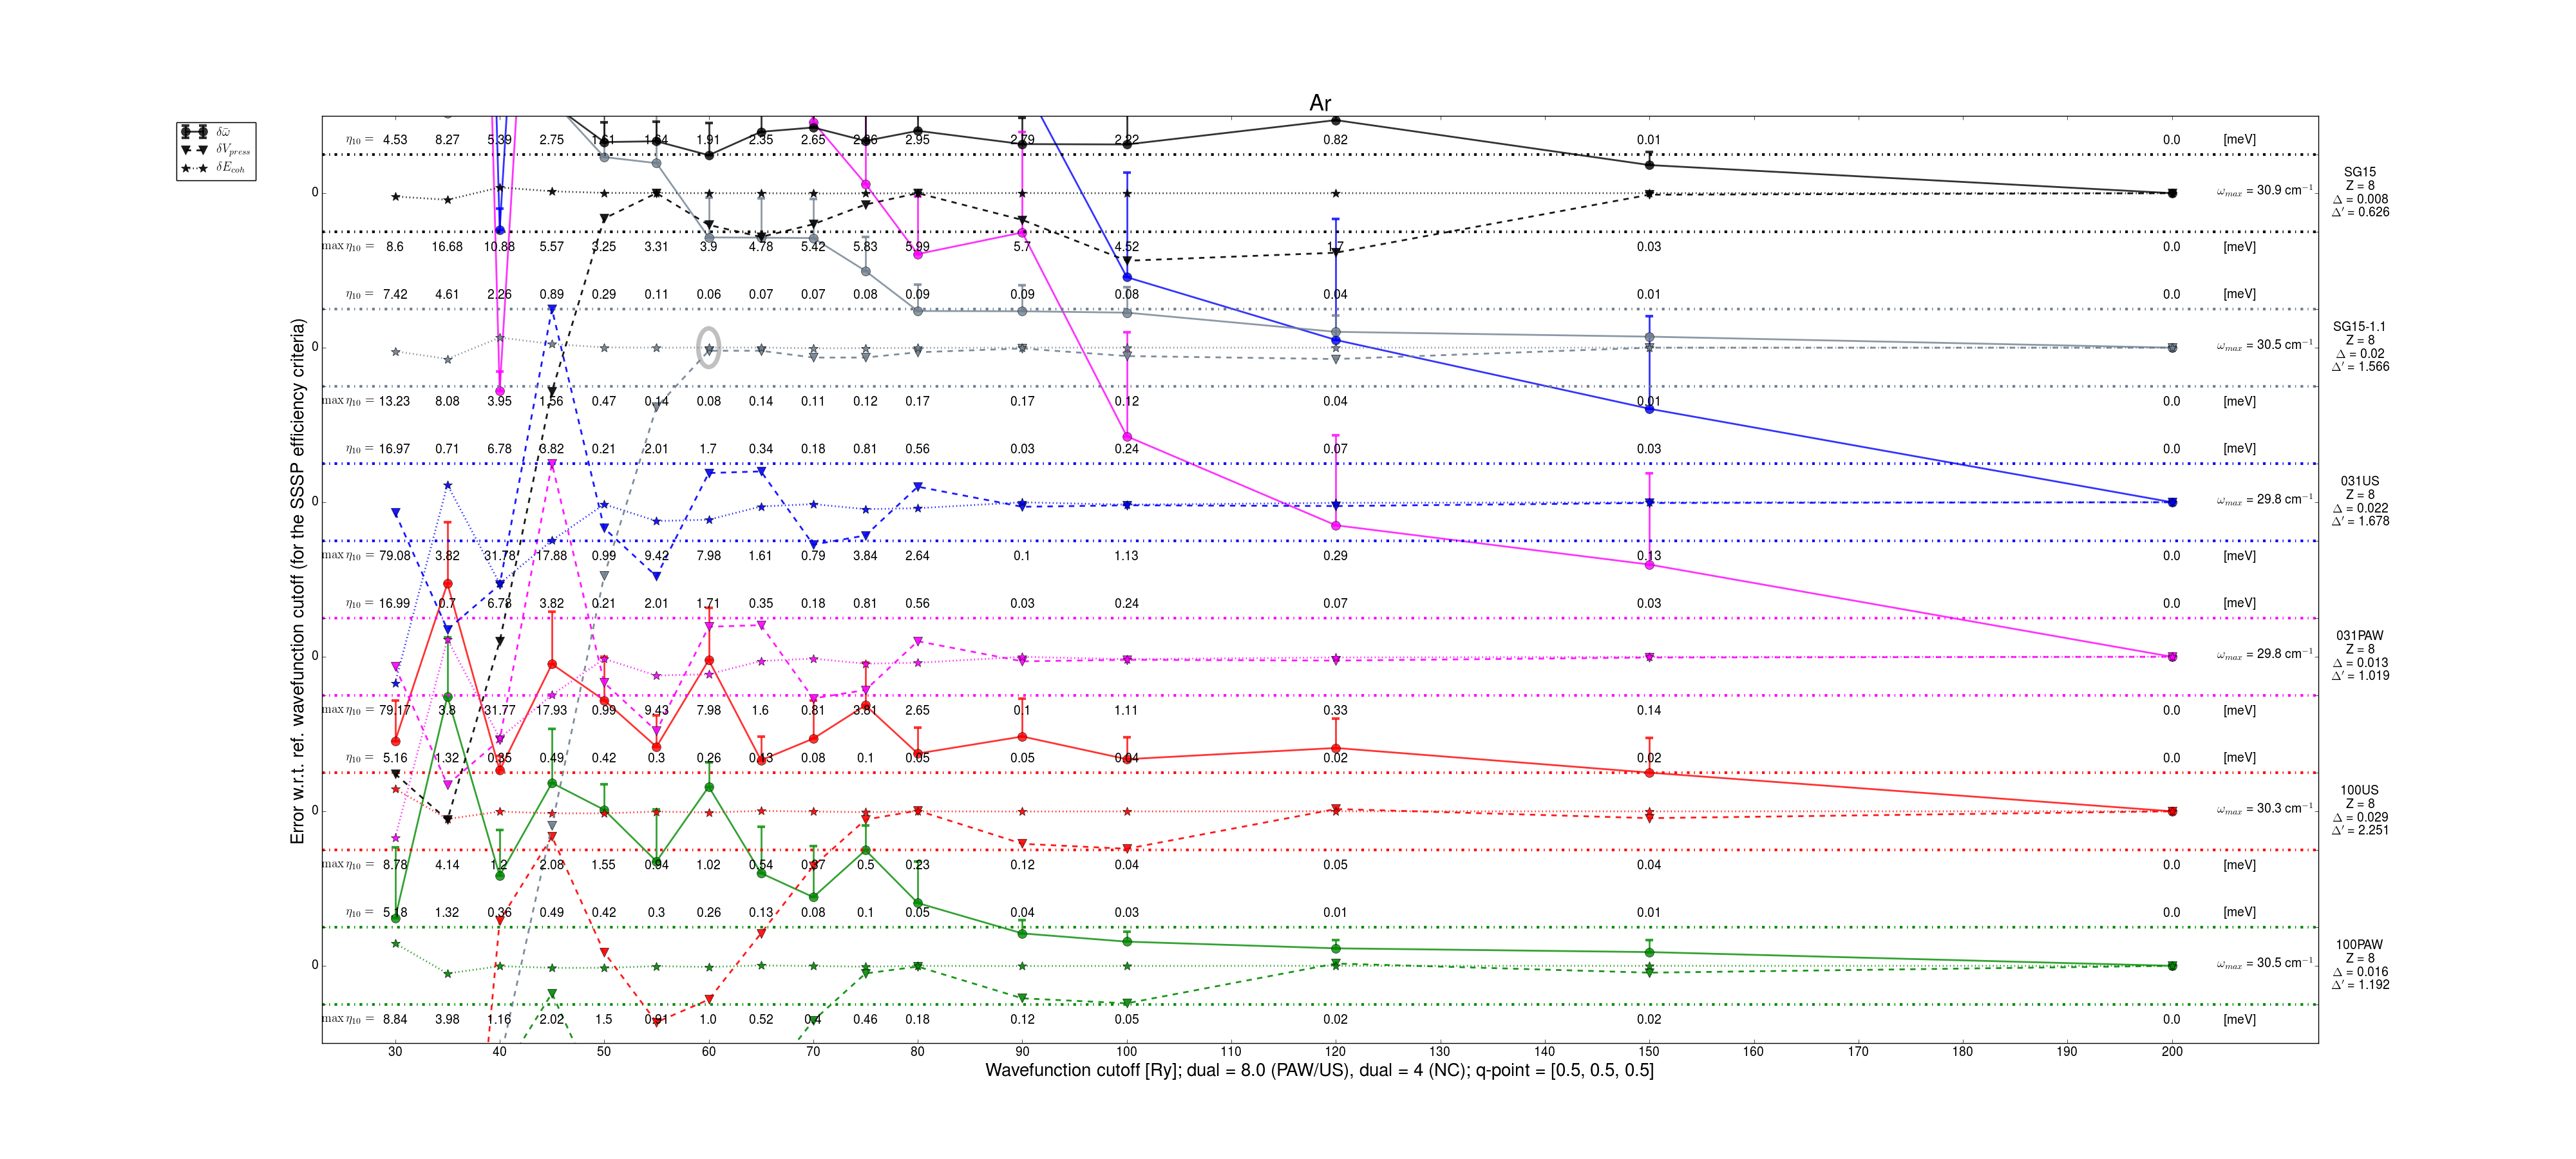 Ar
δω̄
δV_press
δE_coh
Error w.r.t. ref. wavefunction cutoff (for the SSSP efficiency criteria)
η₁₀ = 4.53 8.27 5.39 2.75 1.91 2.35 2.65 2.95 2.79 2.22 0.82 0.01 0.0 [meV]
0 ω_max = 30.9 cm⁻¹
SG15
Z = 8
Δ = 0.008
Δ′ = 0.626
max η₁₀ = 8.6 16.68 10.88 5.57 3.25 3.31 3.9 4.78 5.42 5.83 5.99 5.7 4.52 1.7 0.03 0.0 [meV]
η₁₀ = 7.42 4.61 2.26 0.89 0.29 0.11 0.06 0.07 0.07 0.08 0.09 0.09 0.08 0.04 0.01 0.0 [meV]
0 ω_max = 30.5 cm⁻¹
SG15-1.1
Z = 8
Δ = 0.02
Δ′ = 1.566
max η₁₀ = 13.23 8.08 3.95 1.56 0.47 0.14 0.08 0.14 0.11 0.12 0.17 0.17 0.12 0.04 0.01 0.0 [meV]
η₁₀ = 16.97 0.71 6.78 3.82 0.21 2.01 1.7 0.34 0.18 0.81 0.56 0.03 0.24 0.07 0.03 0.0 [meV]
0 ω_max = 29.8 cm⁻¹
031US
Z = 8
Δ = 0.022
Δ′ = 1.678
max η₁₀ = 79.08 3.82 31.78 17.88 0.99 9.42 7.98 1.61 0.79 3.84 2.64 0.1 1.13 0.29 0.13 0.0 [meV]
η₁₀ = 16.99 0.7 6.78 3.82 0.21 2.01 1.71 0.35 0.18 0.81 0.56 0.03 0.24 0.07 0.03 0.0 [meV]
0 ω_max = 29.8 cm⁻¹
031PAW
Z = 8
Δ = 0.013
Δ′ = 1.019
max η₁₀ = 79.17 3.8 31.77 17.93 0.99 9.43 7.98 1.6 0.81 3.81 2.65 0.1 1.11 0.33 0.14 0.0 [meV]
η₁₀ = 5.16 1.32 0.35 0.49 0.42 0.3 0.26 0.13 0.08 0.1 0.05 0.05 0.04 0.02 0.02 0.0 [meV]
0 ω_max = 30.3 cm⁻¹
100US
Z = 8
Δ = 0.029
Δ′ = 2.251
max η₁₀ = 8.78 4.14 1.2 2.08 1.55 0.94 1.02 0.54 0.37 0.5 0.23 0.12 0.04 0.05 0.04 0.0 [meV]
η₁₀ = 5.18 1.32 0.36 0.49 0.42 0.3 0.26 0.13 0.08 0.1 0.05 0.04 0.03 0.01 0.01 0.0 [meV]
0 ω_max = 30.5 cm⁻¹
100PAW
Z = 8
Δ = 0.016
Δ′ = 1.192
max η₁₀ = 8.84 3.98 1.16 2.02 1.5 0.91 1.0 0.52 0.4 0.46 0.18 0.12 0.05 0.02 0.02 0.0 [meV]
30 40 50 60 70 80 90 100 110 120 130 140 150 160 170 180 190 200
Wavefunction cutoff [Ry]; dual = 8.0 (PAW/US), dual = 4 (NC); q-point = [0.5, 0.5, 0.5]